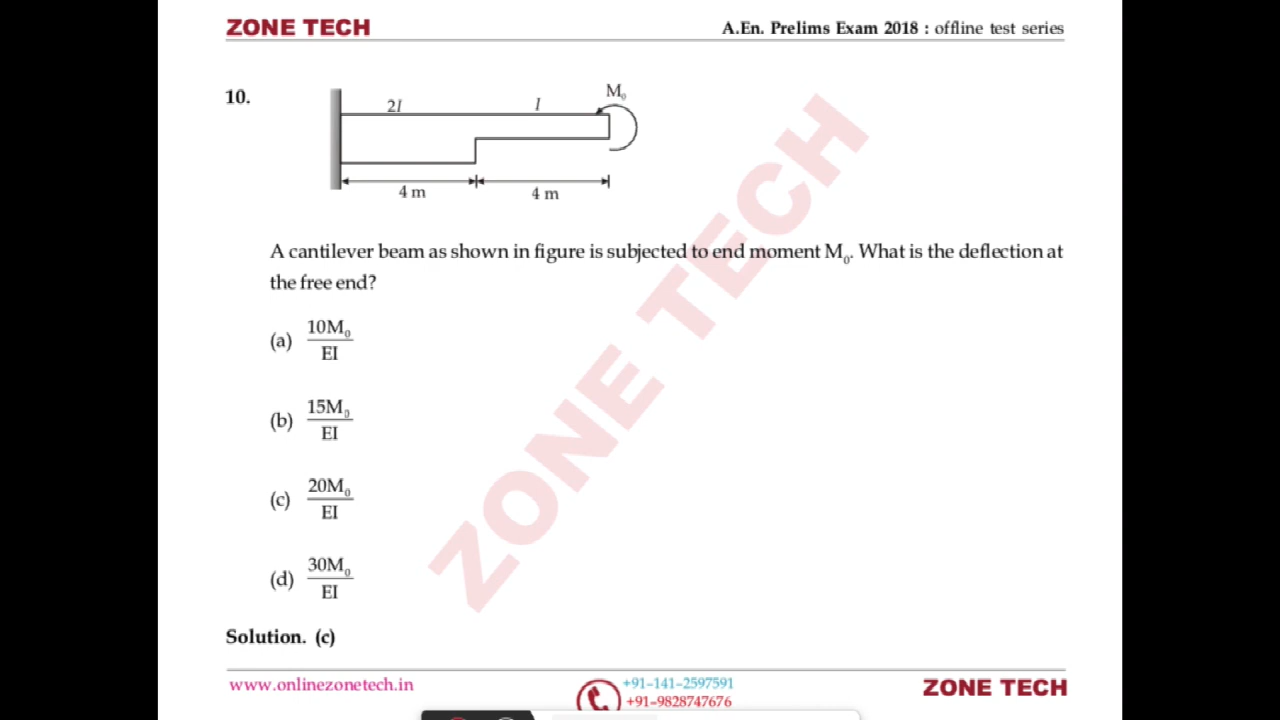 ZONE TECH
A.En. Prelims Exam 2018 : offline test series
10.
M₀
2I
I
4 m
4 m
A cantilever beam as shown in figure is subjected to end moment M₀. What is the deflection at
the free end?
(a) 10M₀
EI
(b) 15M₀
EI
(c) 20M₀
EI
(d) 30M₀
EI
Solution. (c)
ZONE TECH
www.onlinezonetech.in
+91-141-2597591
+91-9828747676
ZONE TECH